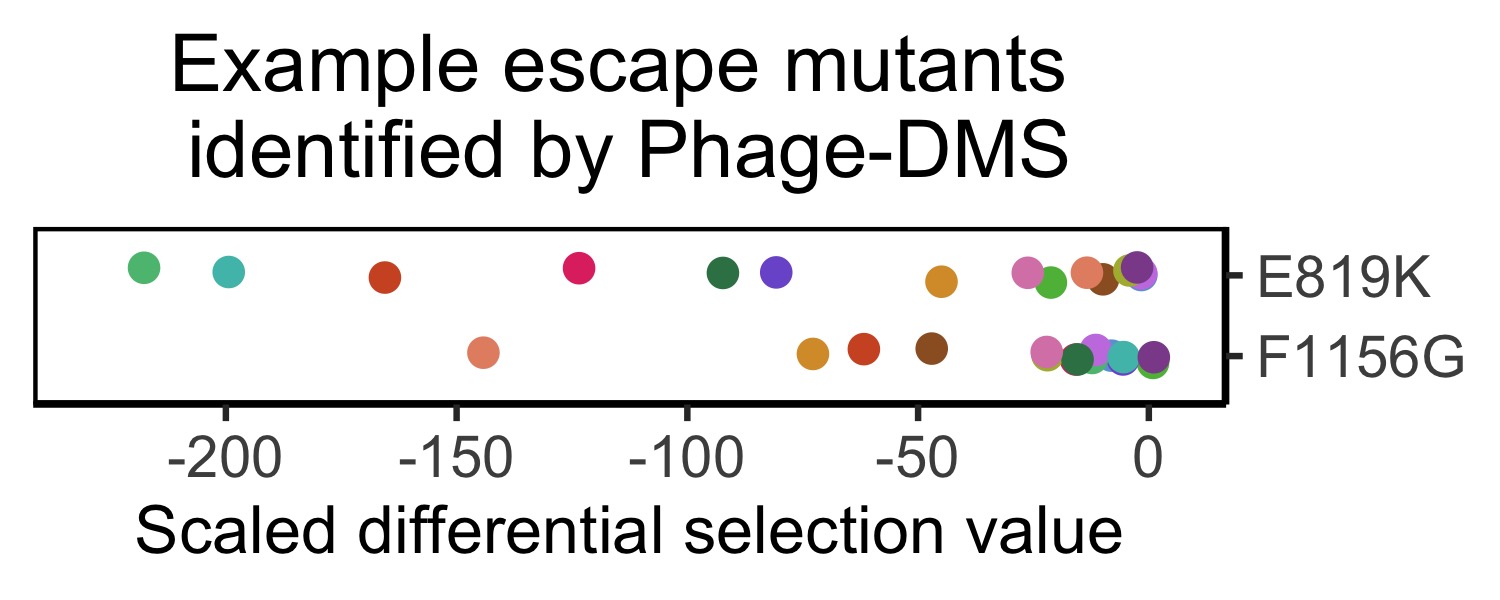 Example escape mutants
identified by Phage-DMS
E819K
F1156G
-200 -150 -100 -50 0
Scaled differential selection value